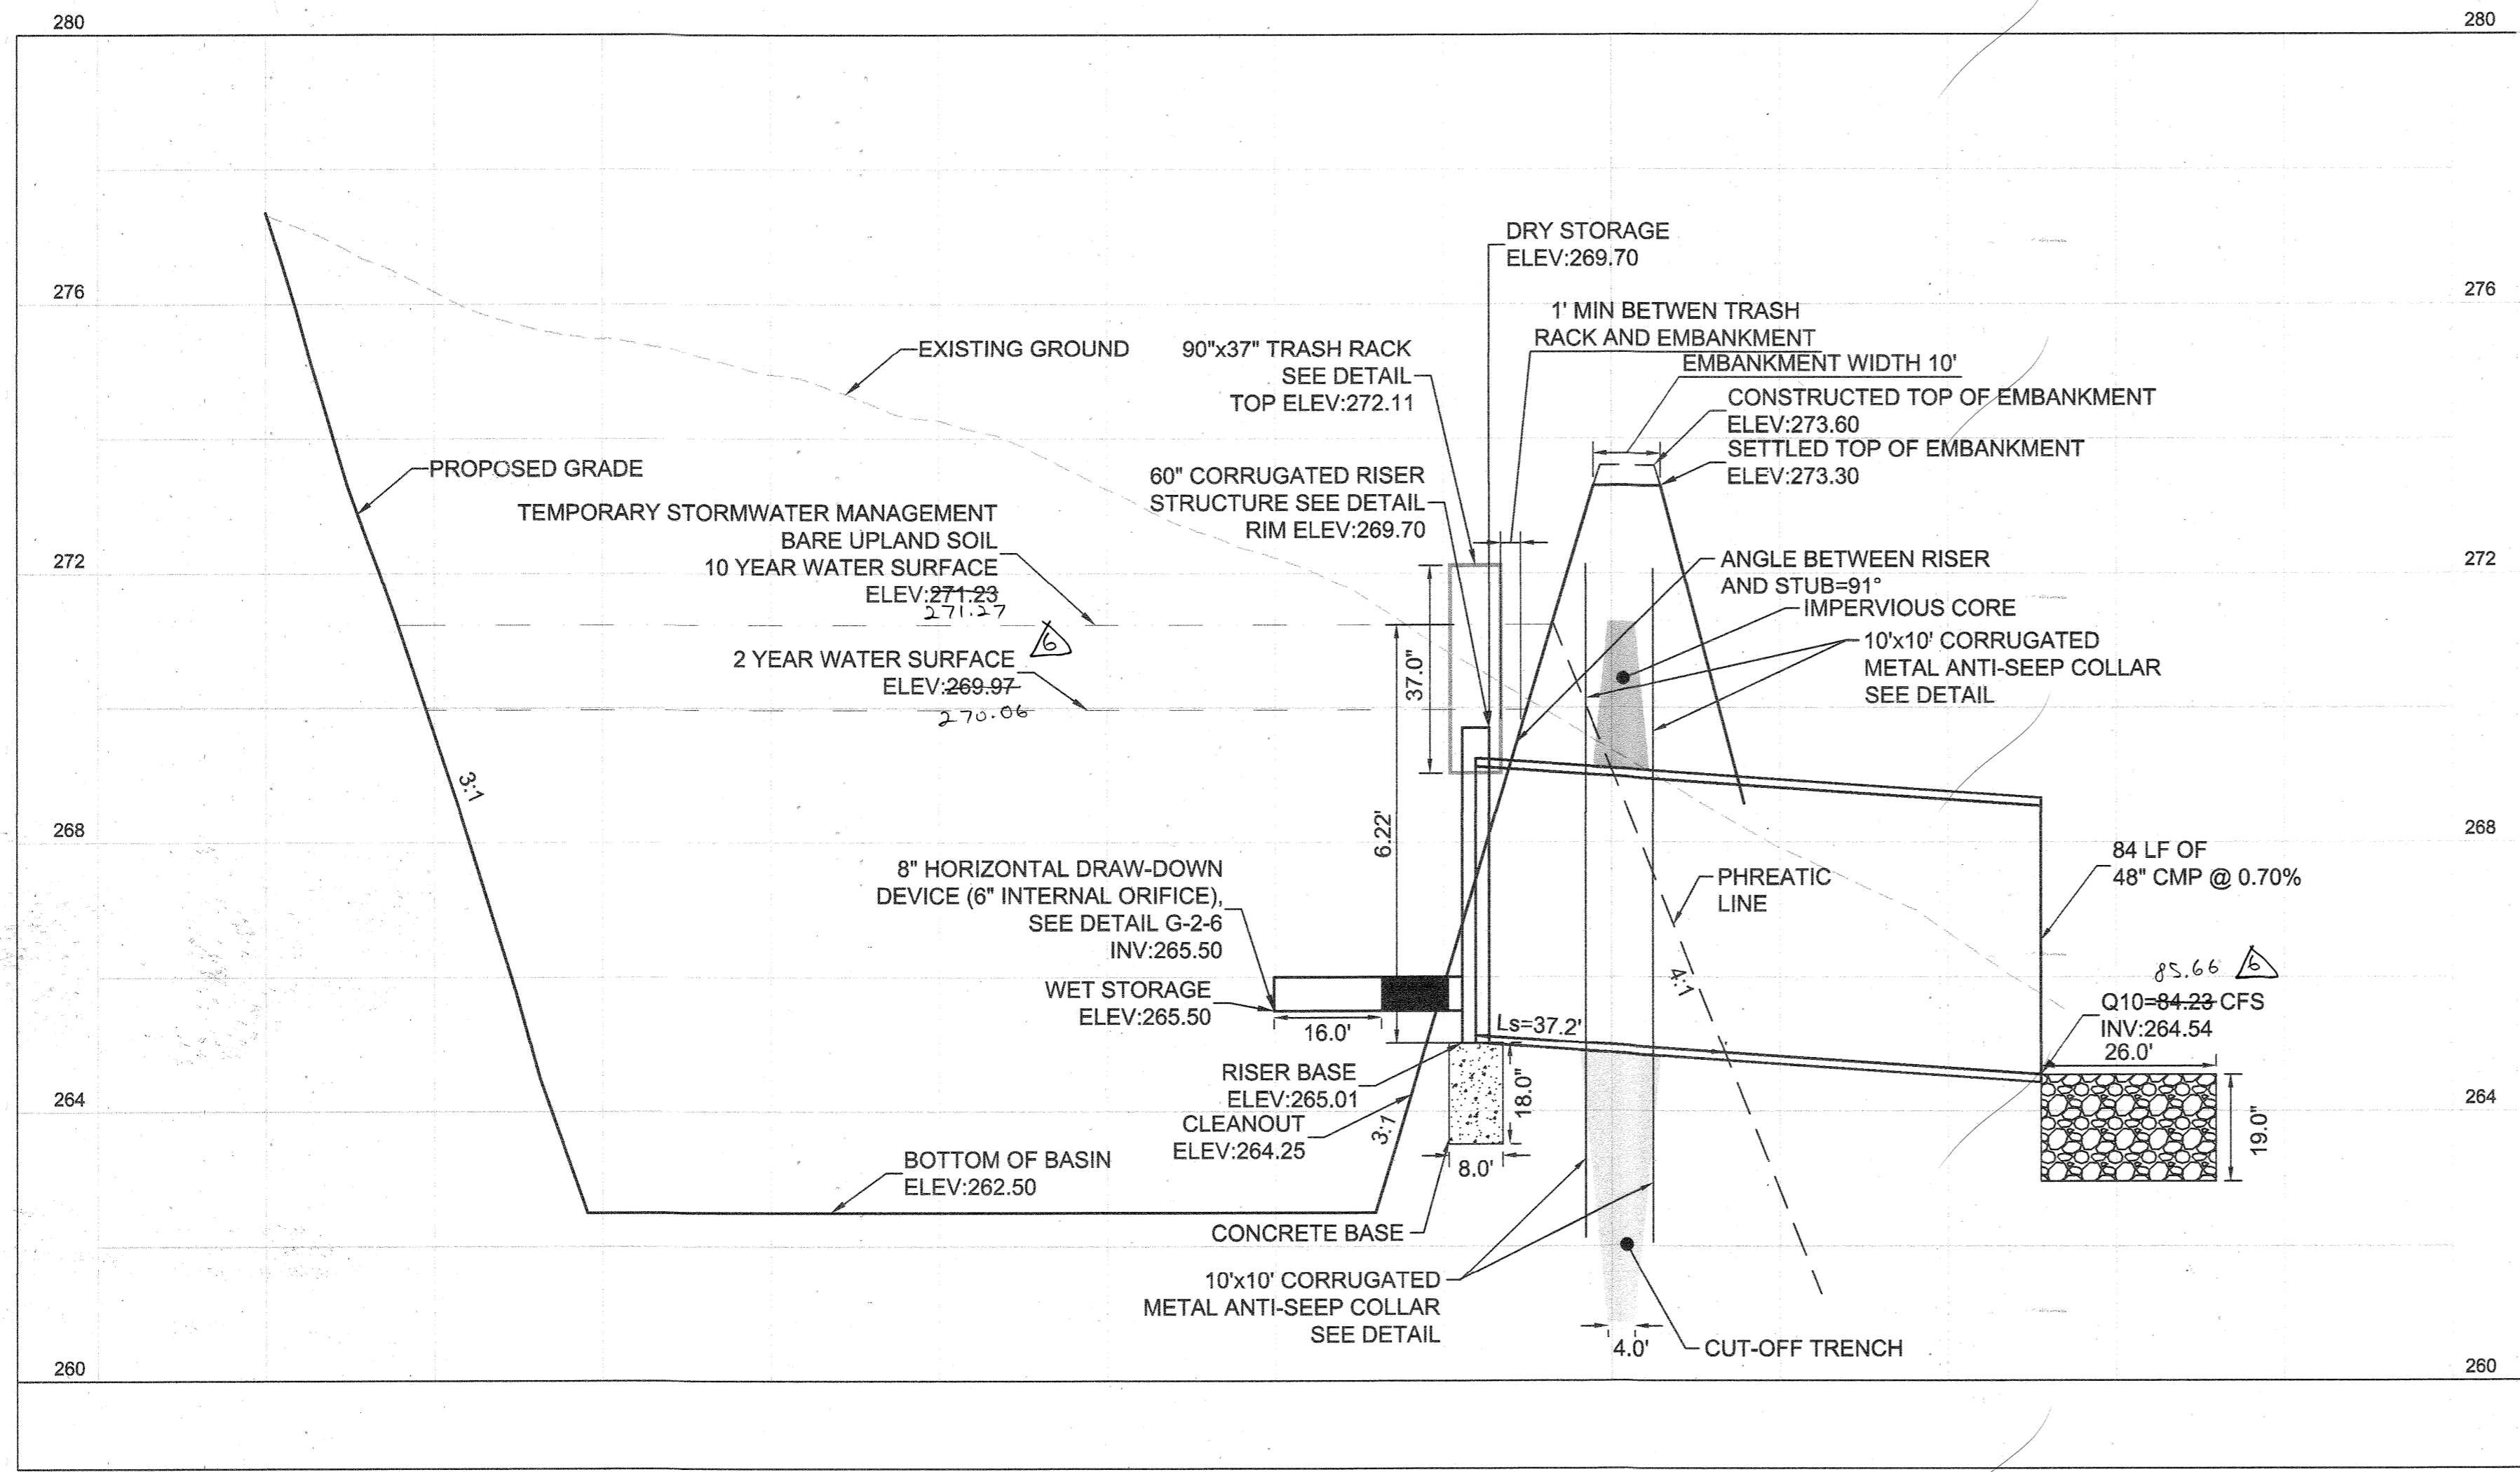 280
280
DRY STORAGE
ELEV:269.70
276
276
1' MIN BETWEN TRASH
RACK AND EMBANKMENT
EXISTING GROUND
90"x37" TRASH RACK
SEE DETAIL
TOP ELEV:272.11
EMBANKMENT WIDTH 10'
CONSTRUCTED TOP OF EMBANKMENT
ELEV:273.60
SETTLED TOP OF EMBANKMENT
ELEV:273.30
PROPOSED GRADE
60" CORRUGATED RISER
STRUCTURE SEE DETAIL
RIM ELEV:269.70
TEMPORARY STORMWATER MANAGEMENT
BARE UPLAND SOIL
10 YEAR WATER SURFACE
ELEV:271.23
271.27
272
272
ANGLE BETWEEN RISER
AND STUB=91°
IMPERVIOUS CORE
10'x10' CORRUGATED
METAL ANTI-SEEP COLLAR
SEE DETAIL
6
2 YEAR WATER SURFACE
ELEV:269.97
270.06
37.0"
3:1
6.22'
268
268
84 LF OF
48" CMP @ 0.70%
8" HORIZONTAL DRAW-DOWN
DEVICE (6" INTERNAL ORIFICE),
SEE DETAIL G-2-6
INV:265.50
PHREATIC
LINE
4:1
WET STORAGE
ELEV:265.50
16.0'
Ls=37.2'
85.66
6
Q10=84.23 CFS
INV:264.54
26.0'
RISER BASE
ELEV:265.01
18.0"
CLEANOUT
ELEV:264.25
264
264
3:1
8.0'
19.0"
BOTTOM OF BASIN
ELEV:262.50
CONCRETE BASE
10'x10' CORRUGATED
METAL ANTI-SEEP COLLAR
SEE DETAIL
4.0'
CUT-OFF TRENCH
260
260